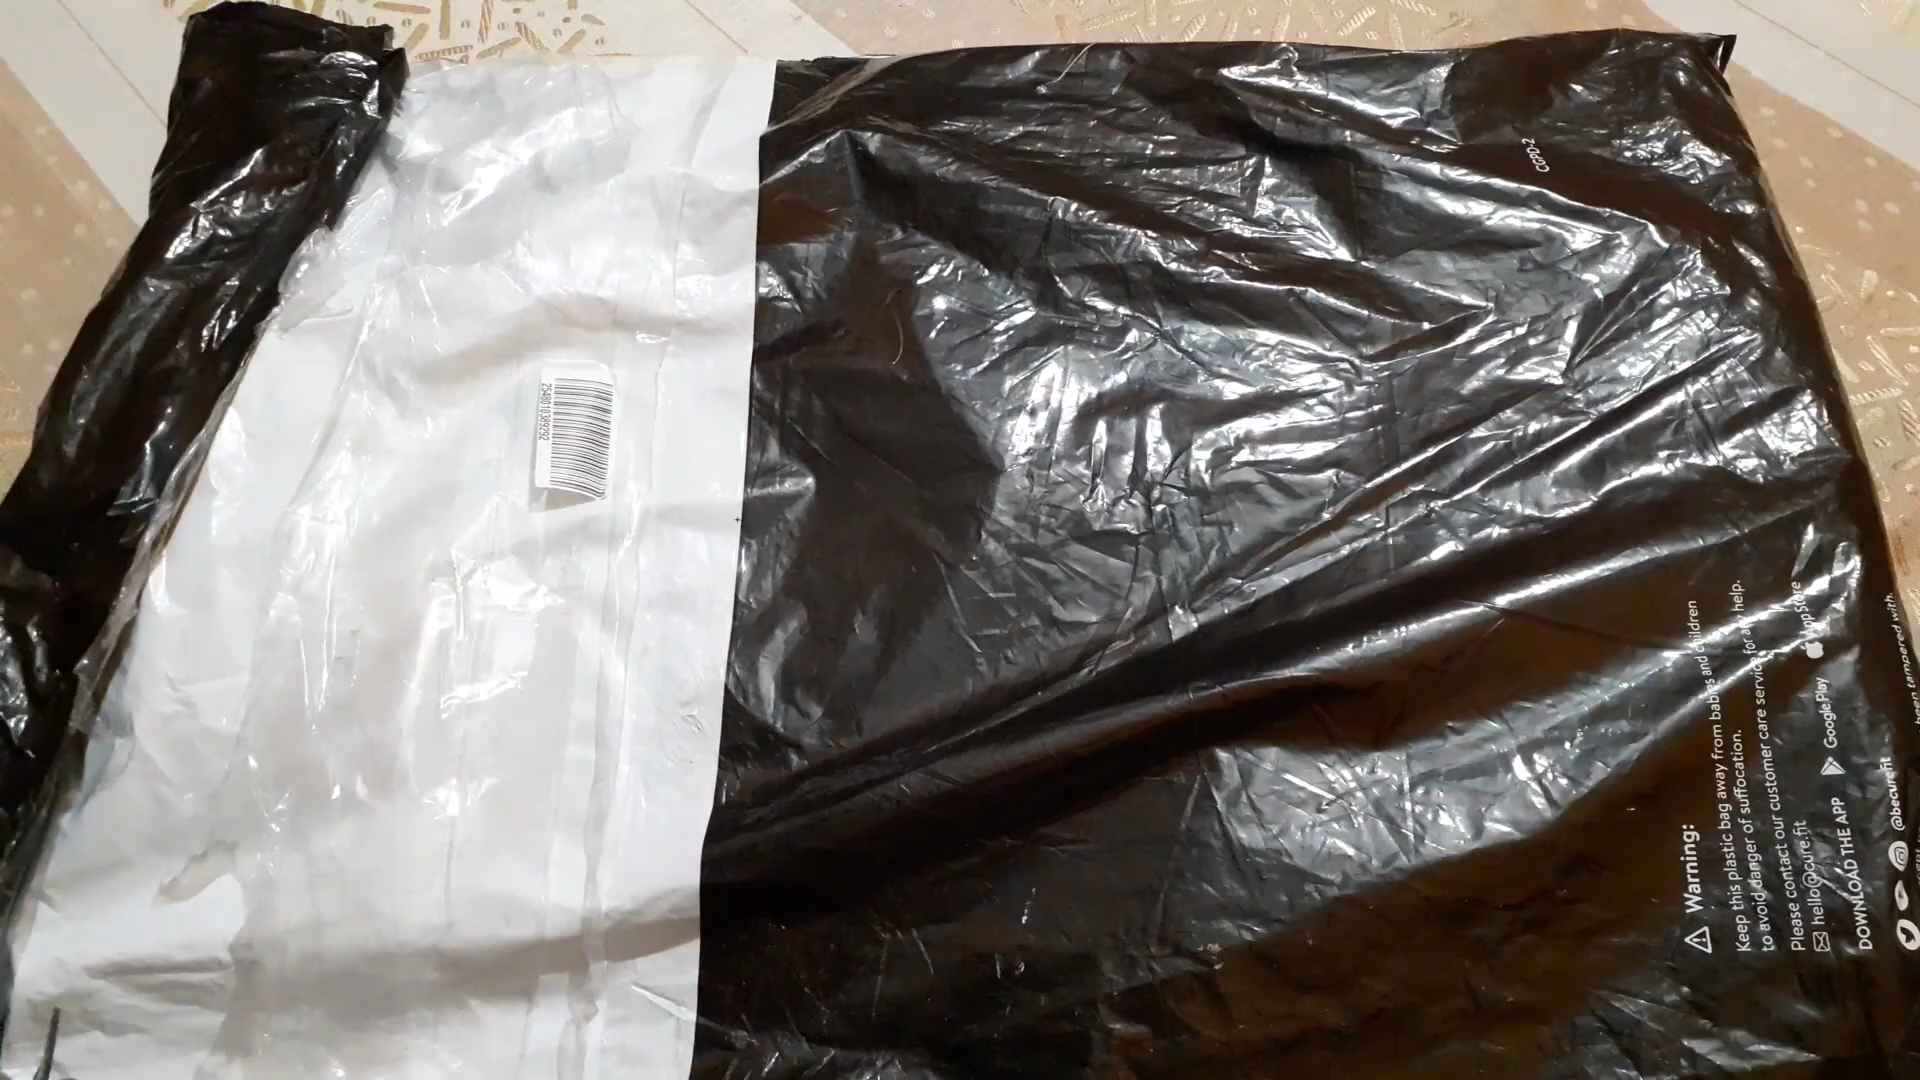 CGPD-2
2548010389292
Warning:
Keep this plastic bag away from babies and children
to avoid danger of suffocation.
Please contact our customer care service for any help.
hello@cure.fit
DOWNLOAD THE APP Google Play App Store
@becurefit
been tampered with.